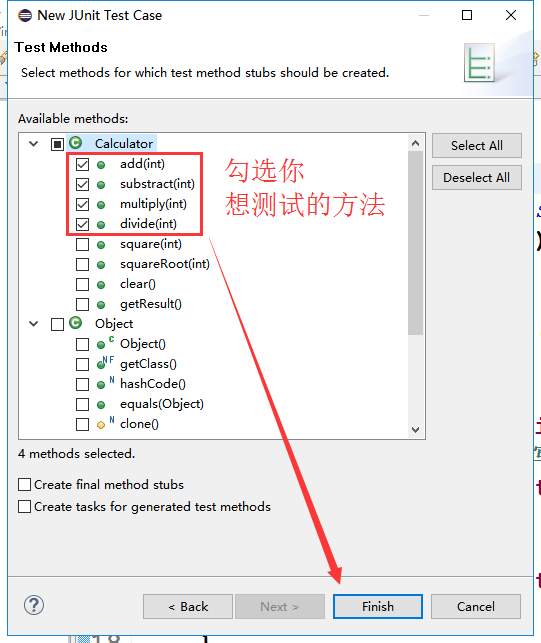 New JUnit Test Case
Test Methods
Select methods for which test method stubs should be created.
Available methods:
Calculator
add(int)
substract(int)
multiply(int)
divide(int)
square(int)
squareRoot(int)
clear()
getResult()
Object
C
Object()
NF
getClass()
N
hashCode()
equals(Object)
N
clone()
Select All
Deselect All
勾选你
想测试的方法
4 methods selected.
Create final method stubs
Create tasks for generated test methods
?
< Back
Next >
Finish
Cancel